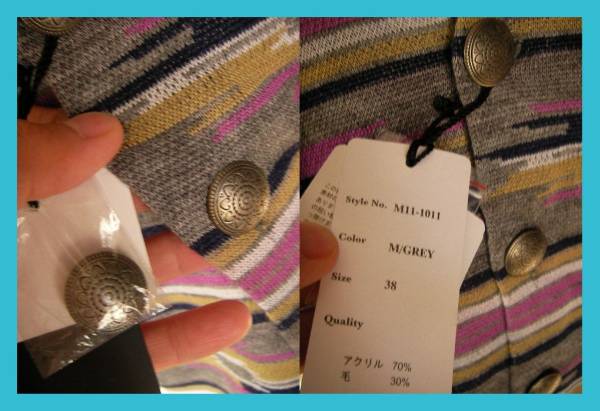 Style No. M11-1011
Color M/GREY
Size 38
Quality
アクリル 70%
毛 30%